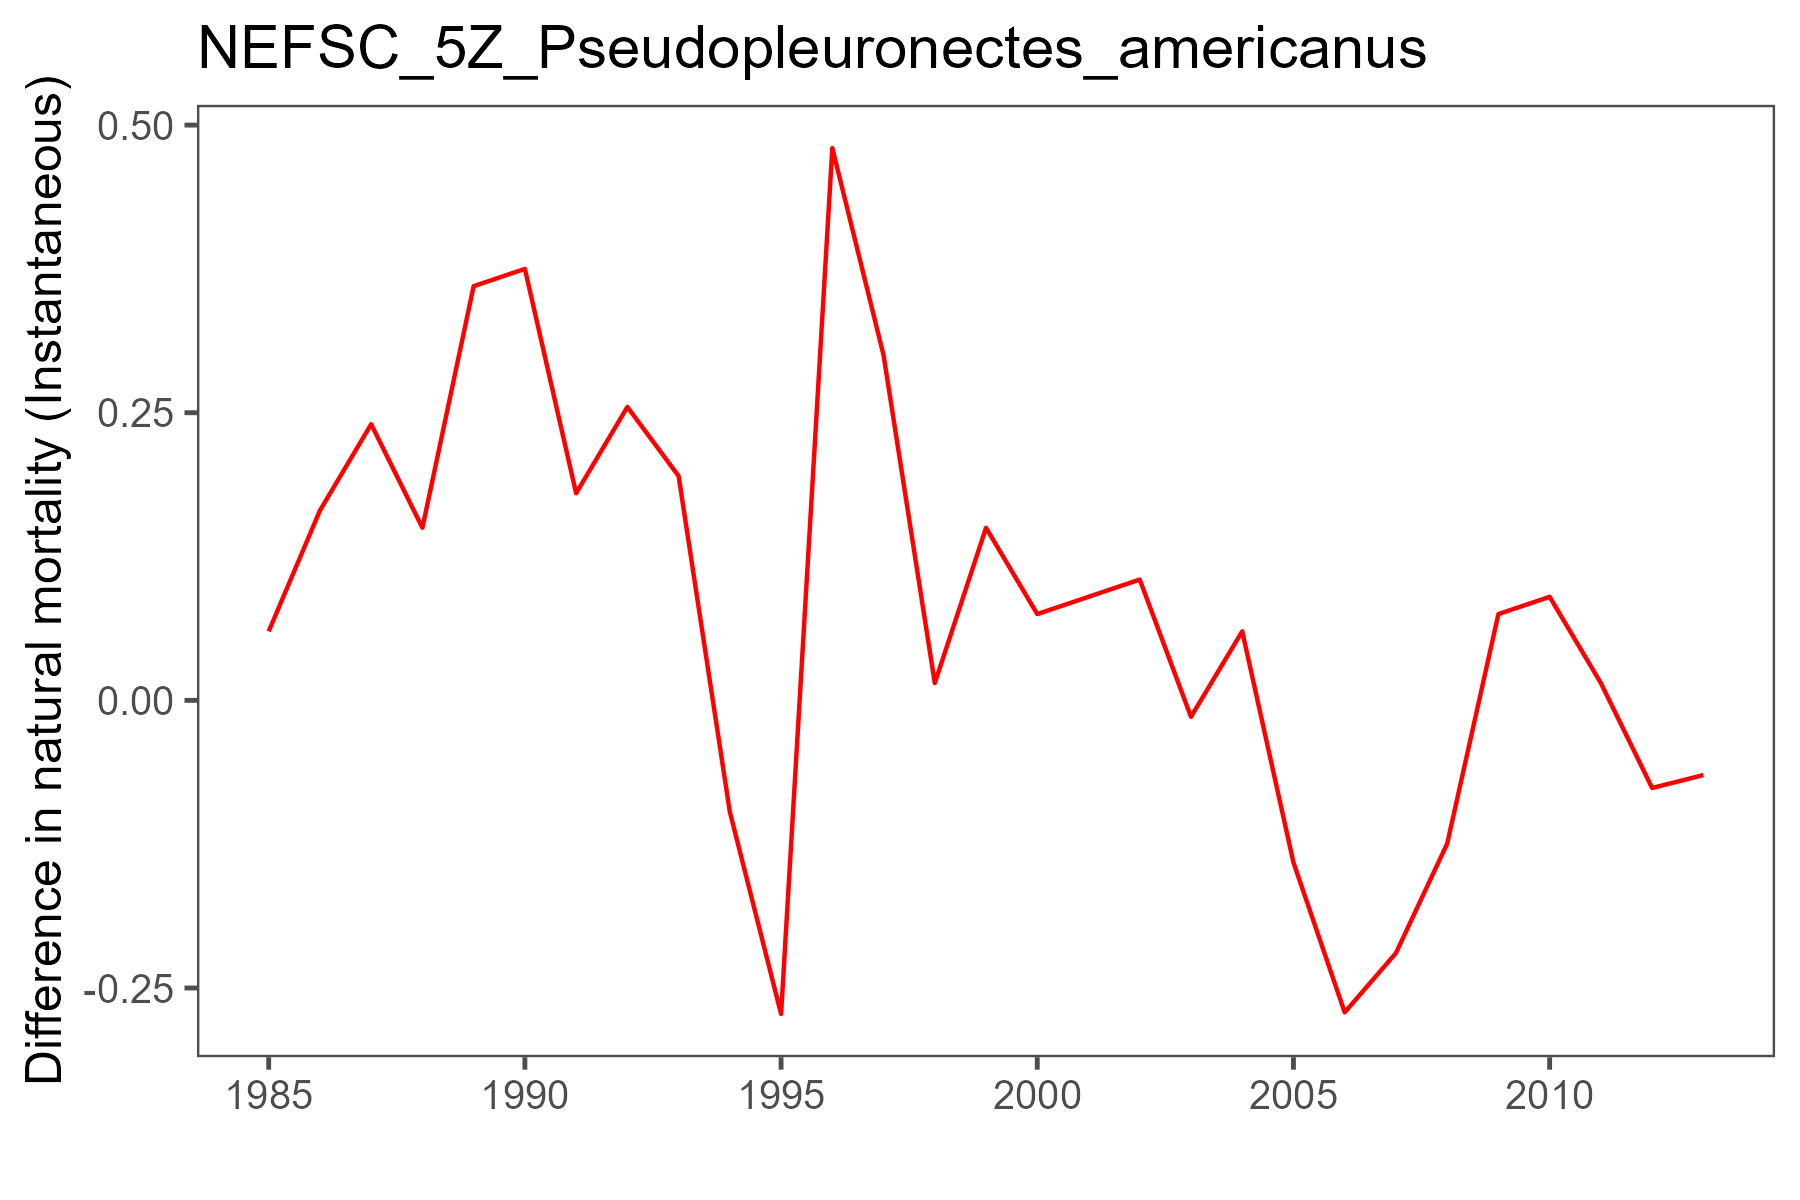 NEFSC_5Z_Pseudopleuronectes_americanus
Difference in natural mortality (Instantaneous)
0.50
0.25
0.00
-0.25
1985 1990 1995 2000 2005 2010